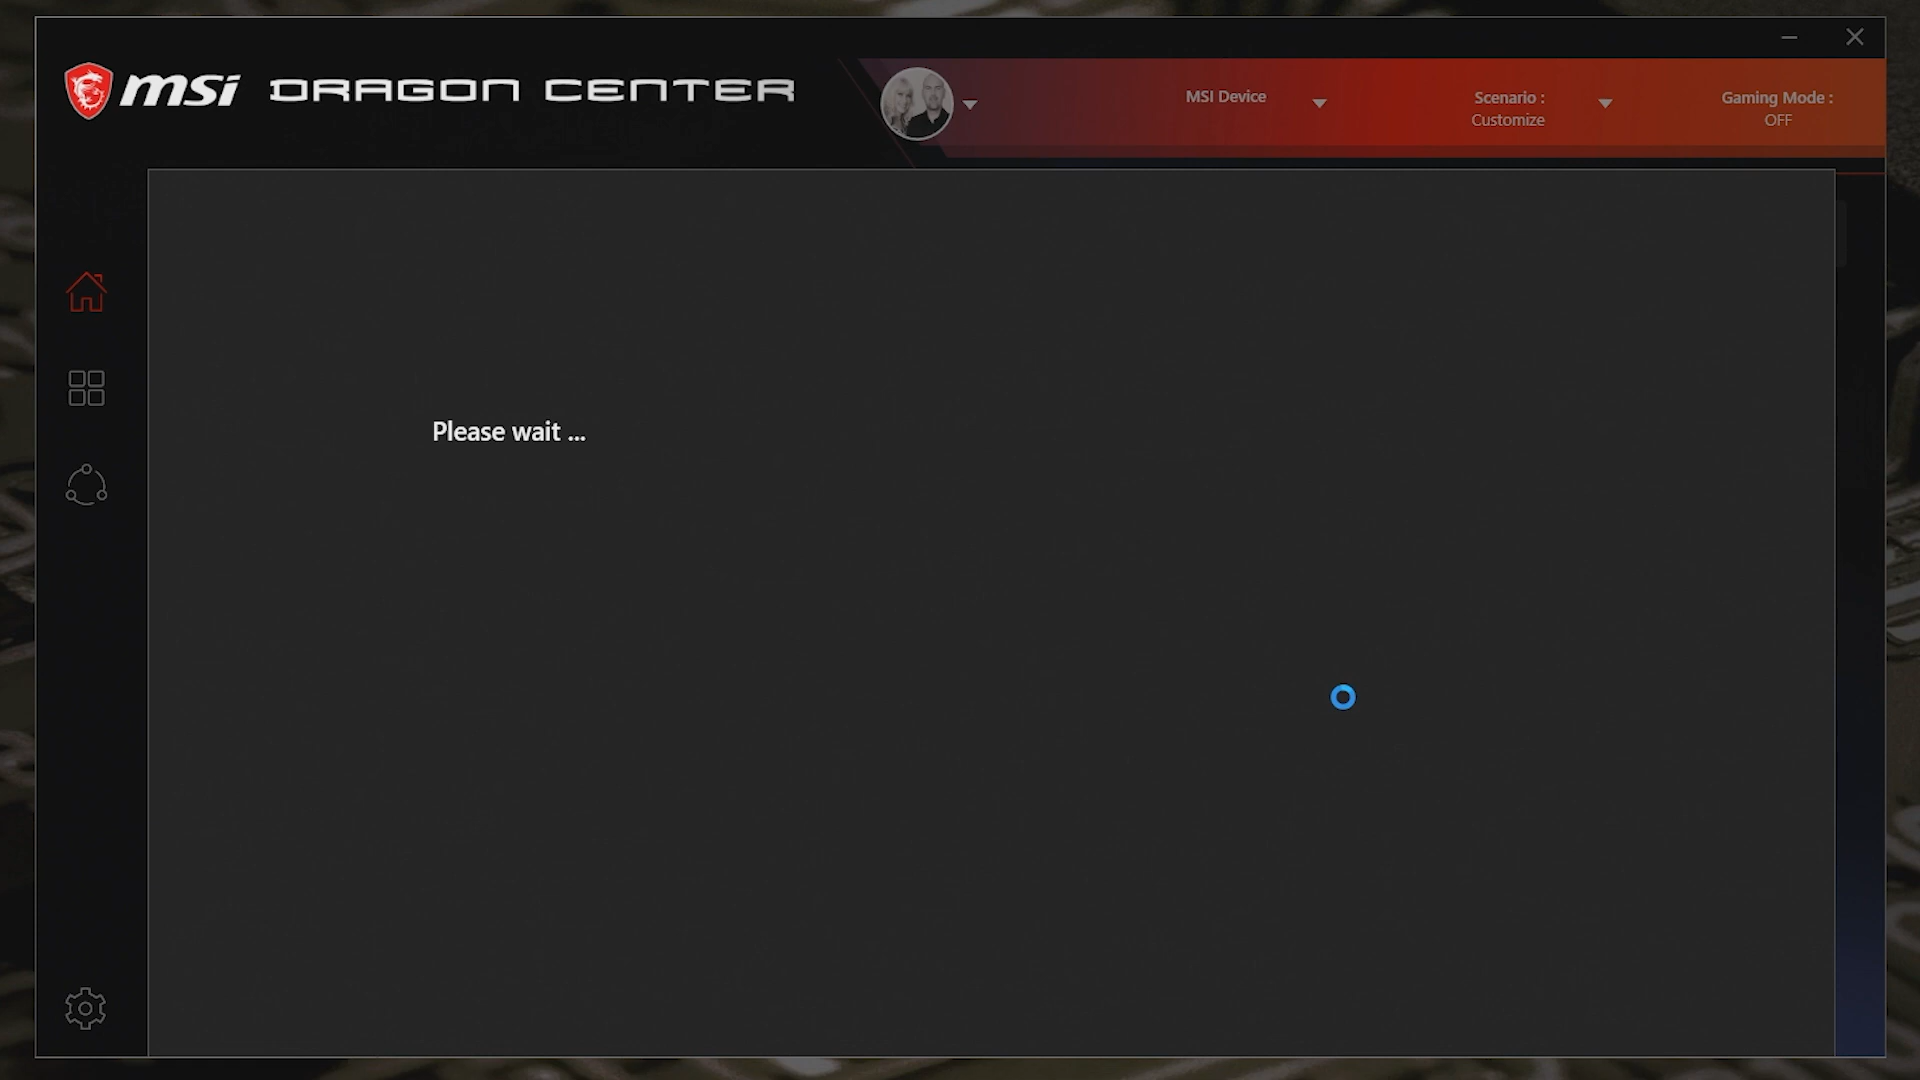 msi DRAGON CENTER
MSI Device
Scenario :
Customize
Gaming Mode :
OFF
Please wait ...